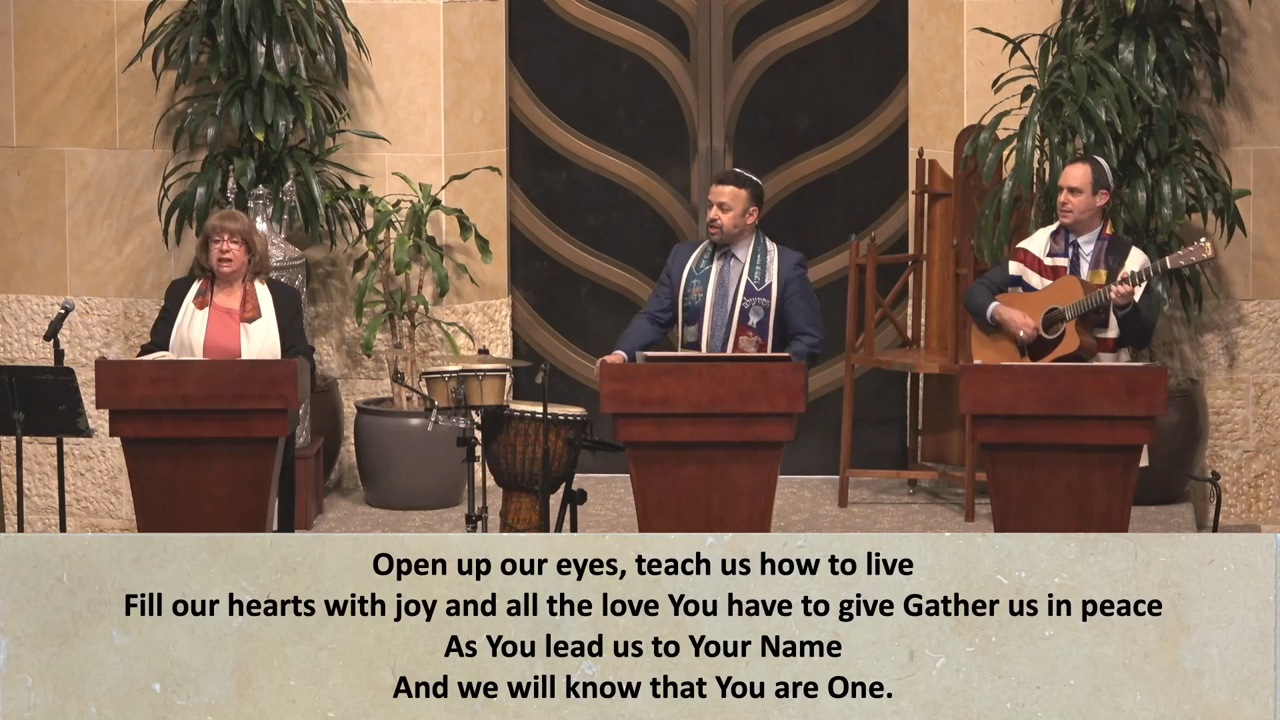 Open up our eyes, teach us how to live
Fill our hearts with joy and all the love You have to give Gather us in peace
As You lead us to Your Name
And we will know that You are One.